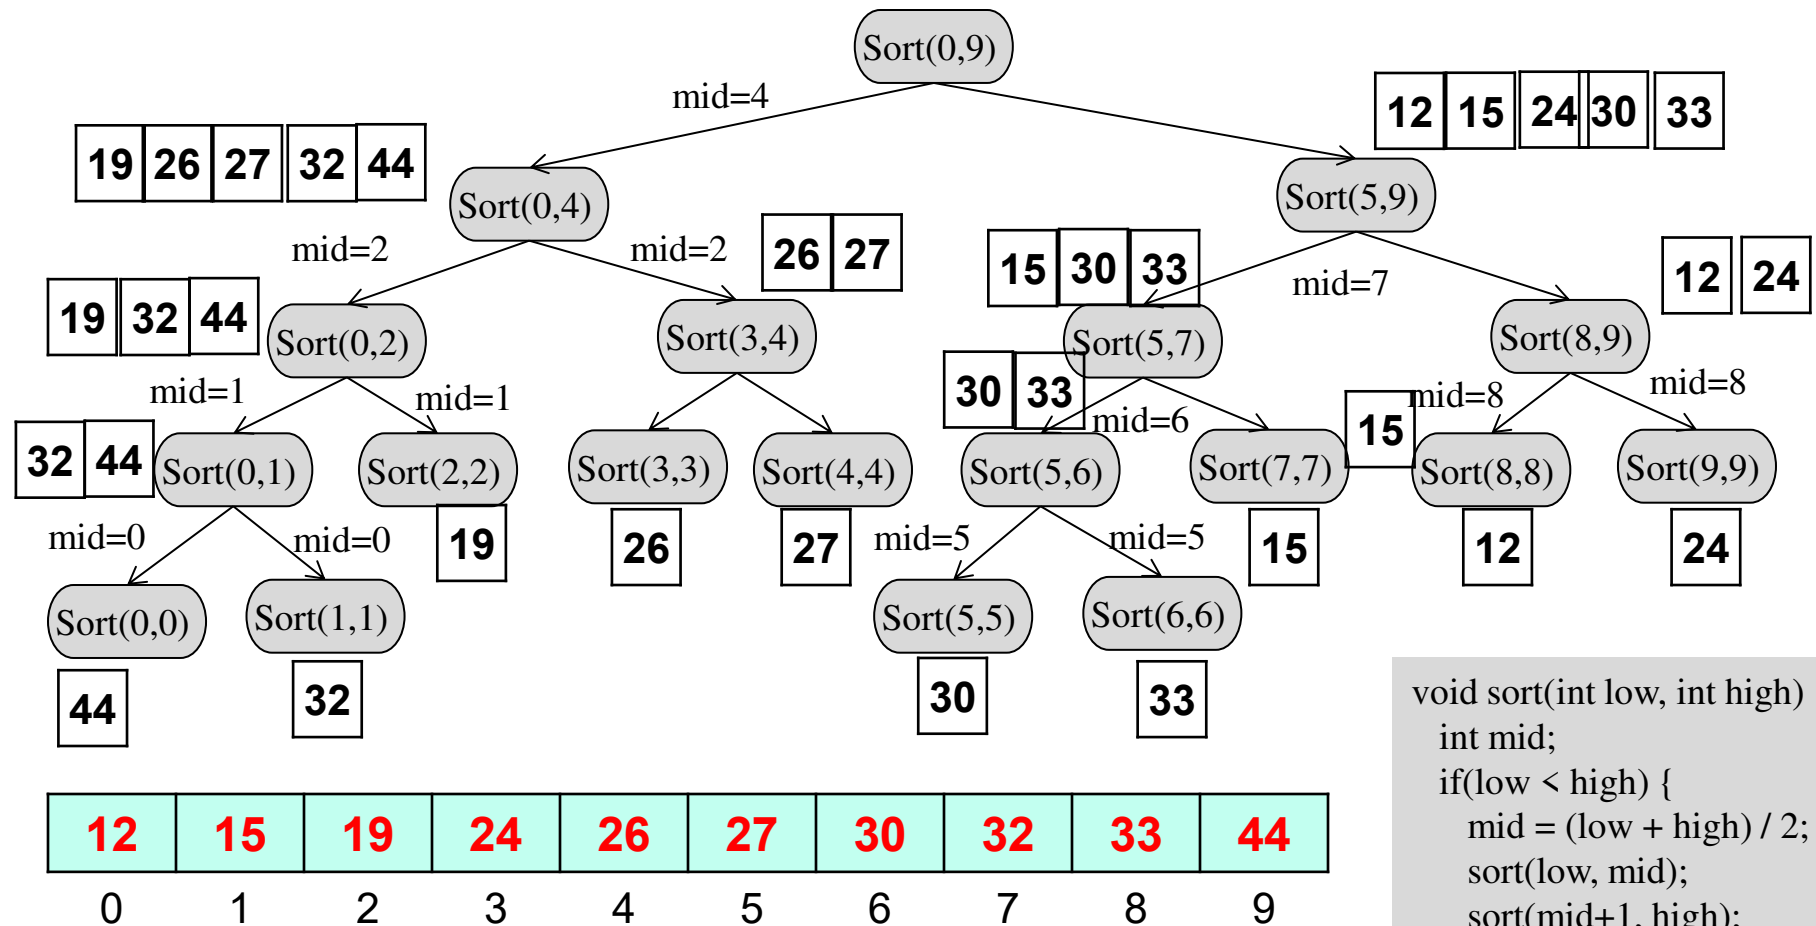 Sort(0,9)
mid=4
12 15 24 30 33
19 26 27 32 44
Sort(0,4)
Sort(5,9)
mid=2
mid=2
26 27
15 30 33
mid=7
12 24
19 32 44
Sort(0,2)
Sort(3,4)
Sort(5,7)
Sort(8,9)
mid=1
mid=1
30 33
mid=6
15
mid=8
mid=8
32 44
Sort(0,1)
Sort(2,2)
Sort(3,3)
Sort(4,4)
Sort(5,6)
Sort(7,7)
Sort(8,8)
Sort(9,9)
mid=0
mid=0
19
26
27
mid=5
mid=5
15
12
24
Sort(0,0)
Sort(1,1)
Sort(5,5)
Sort(6,6)
44
32
30
33
12 15 19 24 26 27 30 32 33 44
0 1 2 3 4 5 6 7 8 9
void sort(int low, int high)
int mid;
if(low < high) {
mid = (low + high) / 2;
sort(low, mid);
sort(mid+1, high);